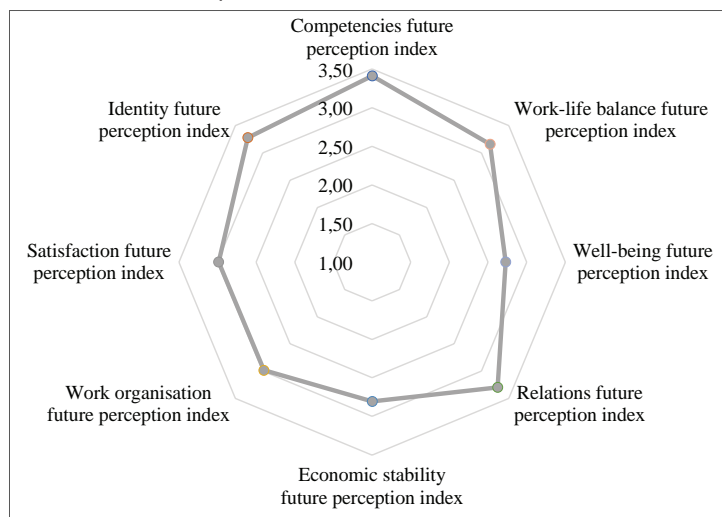 Competencies future
perception index
3,50
Identity future
perception index
Work-life balance future
perception index
3,00
2,50
2,00
1,50
1,00
Satisfaction future
perception index
Well-being future
perception index
Work organisation
future perception index
Relations future
perception index
Economic stability
future perception index